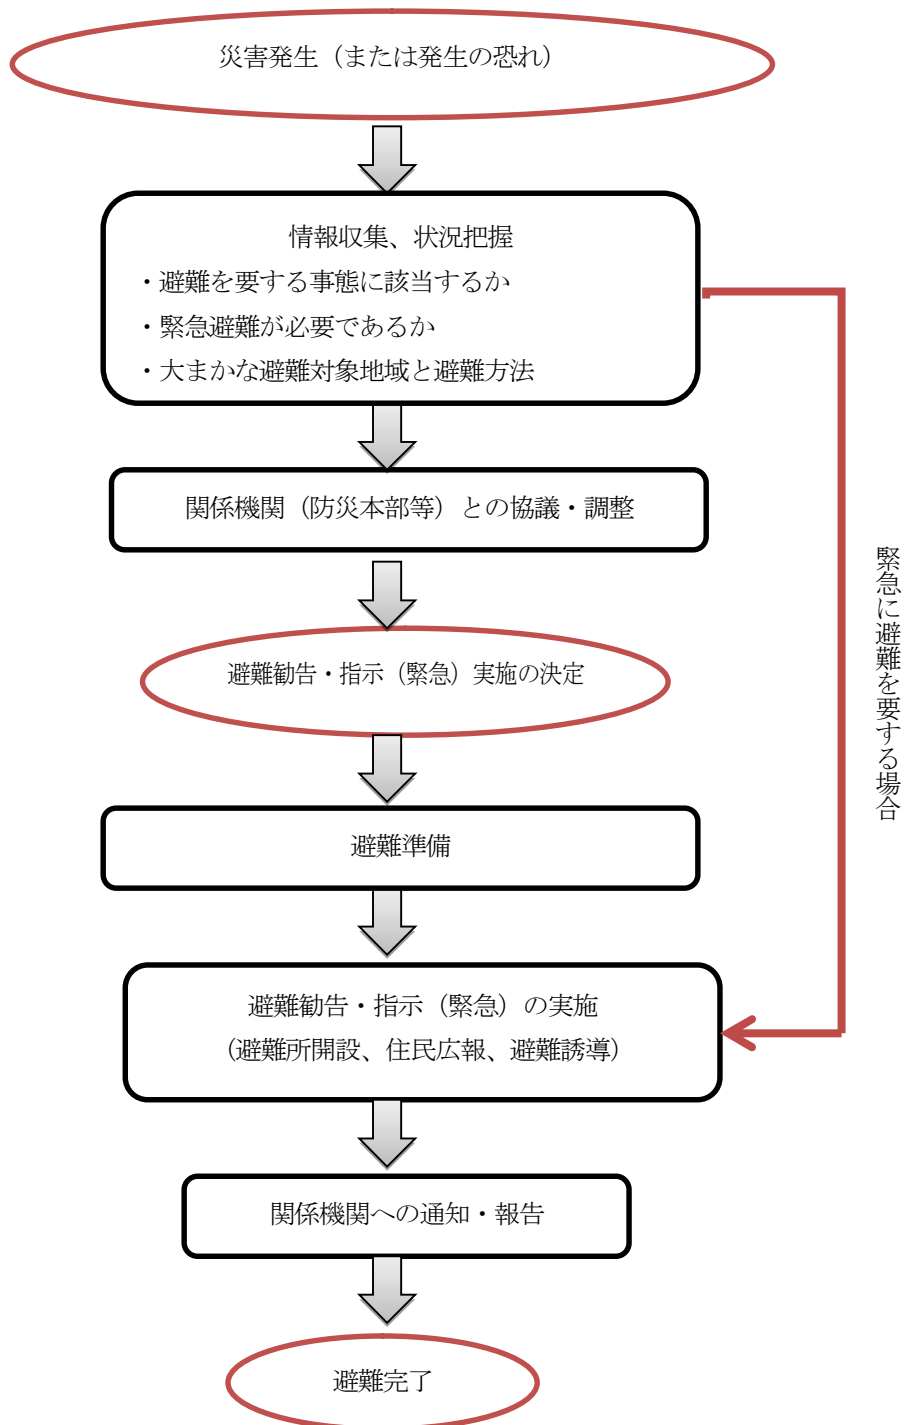 災害発生（または発生の恐れ）
情報収集、状況把握
・避難を要する事態に該当するか
・緊急避難が必要であるか
・大まかな避難対象地域と避難方法
関係機関（防災本部等）との協議・調整
避難勧告・指示（緊急）実施の決定
避難準備
避難勧告・指示（緊急）の実施
（避難所開設、住民広報、避難誘導）
関係機関への通知・報告
避難完了
緊急に避難を要する場合